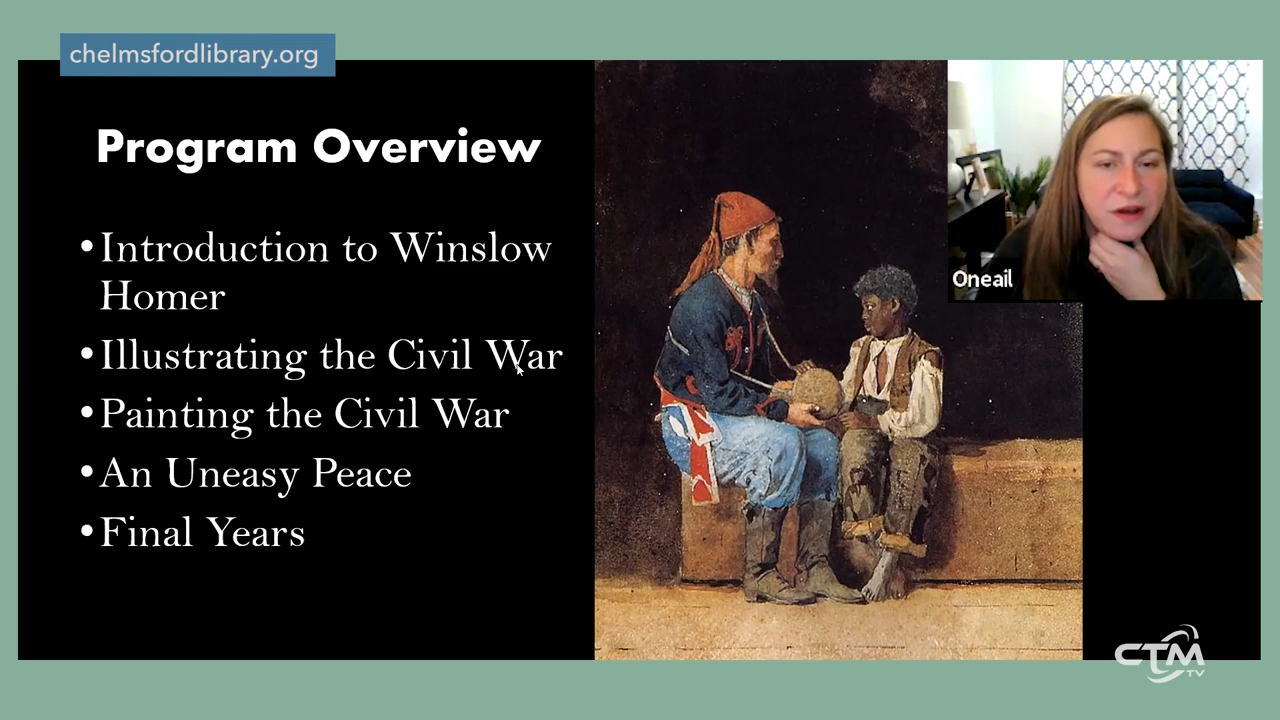 chelmsfordlibrary.org
Program Overview
• Introduction to Winslow
Homer
• Illustrating the Civil War
• Painting the Civil War
• An Uneasy Peace
• Final Years
Oneail
CTM
TV